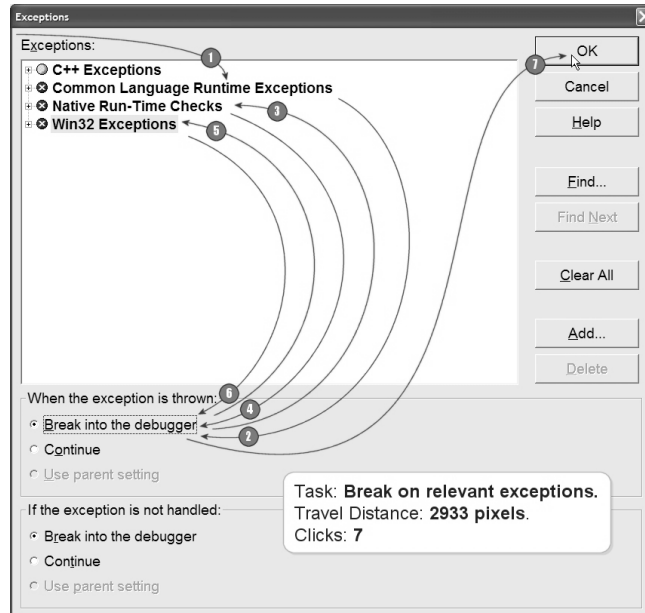 Exceptions
Exceptions:
C++ Exceptions
Common Language Runtime Exceptions
Native Run-Time Checks
Win32 Exceptions
1
3
5
7
OK
Cancel
Help
Find...
Find Next
Clear All
Add...
Delete
6
4
2
When the exception is thrown:
Break into the debugger
Continue
Use parent setting
If the exception is not handled:
Break into the debugger
Continue
Use parent setting
Task: Break on relevant exceptions.
Travel Distance: 2933 pixels.
Clicks: 7